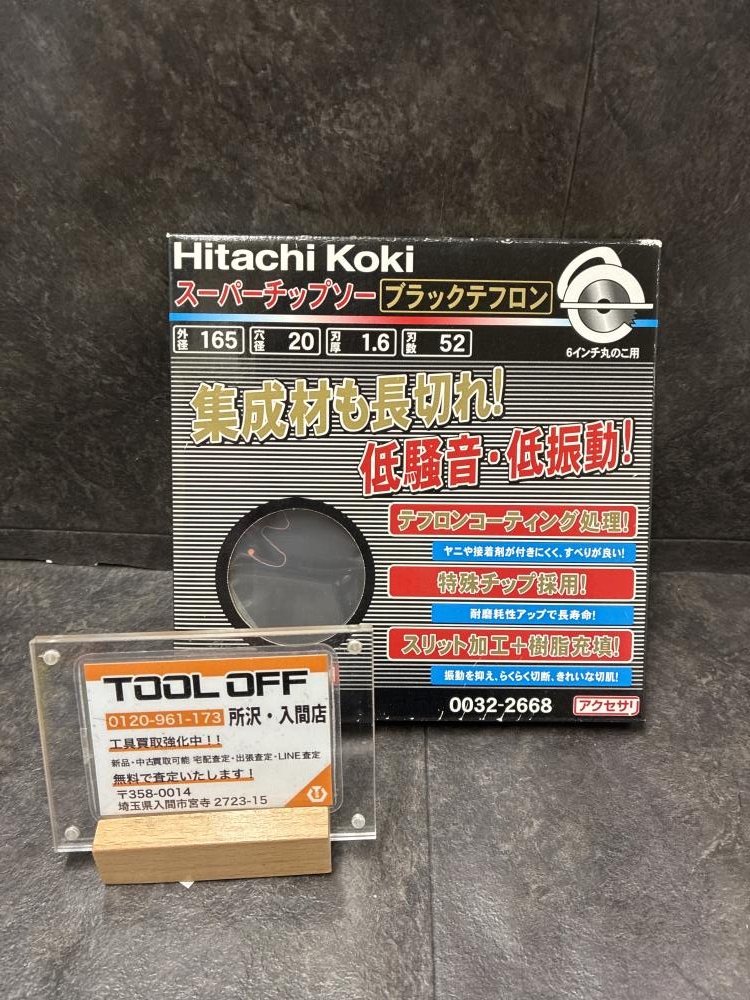 Hitachi Koki
スーパーチップソー ブラックテフロン
外径 165 穴径 20 刃厚 1.6 刃数 52
6インチ丸のこ用
集成材も長切れ!
低騒音・低振動!
テフロンコーティング処理!
ヤニや接着剤が付きにくく、すべりが良い!
特殊チップ採用!
耐磨耗性アップで長寿命!
スリット加工+樹脂充填!
振動を抑え、らくらく切断、きれいな切肌!
0032-2668 アクセサリ
TOOL OFF
0120-961-173 所沢・入間店
工具買取強化中!!
新品・中古買取可能 宅配査定・出張査定・LINE査定
無料で査定いたします!
〒358-0014
埼玉県入間市宮寺 2723-15